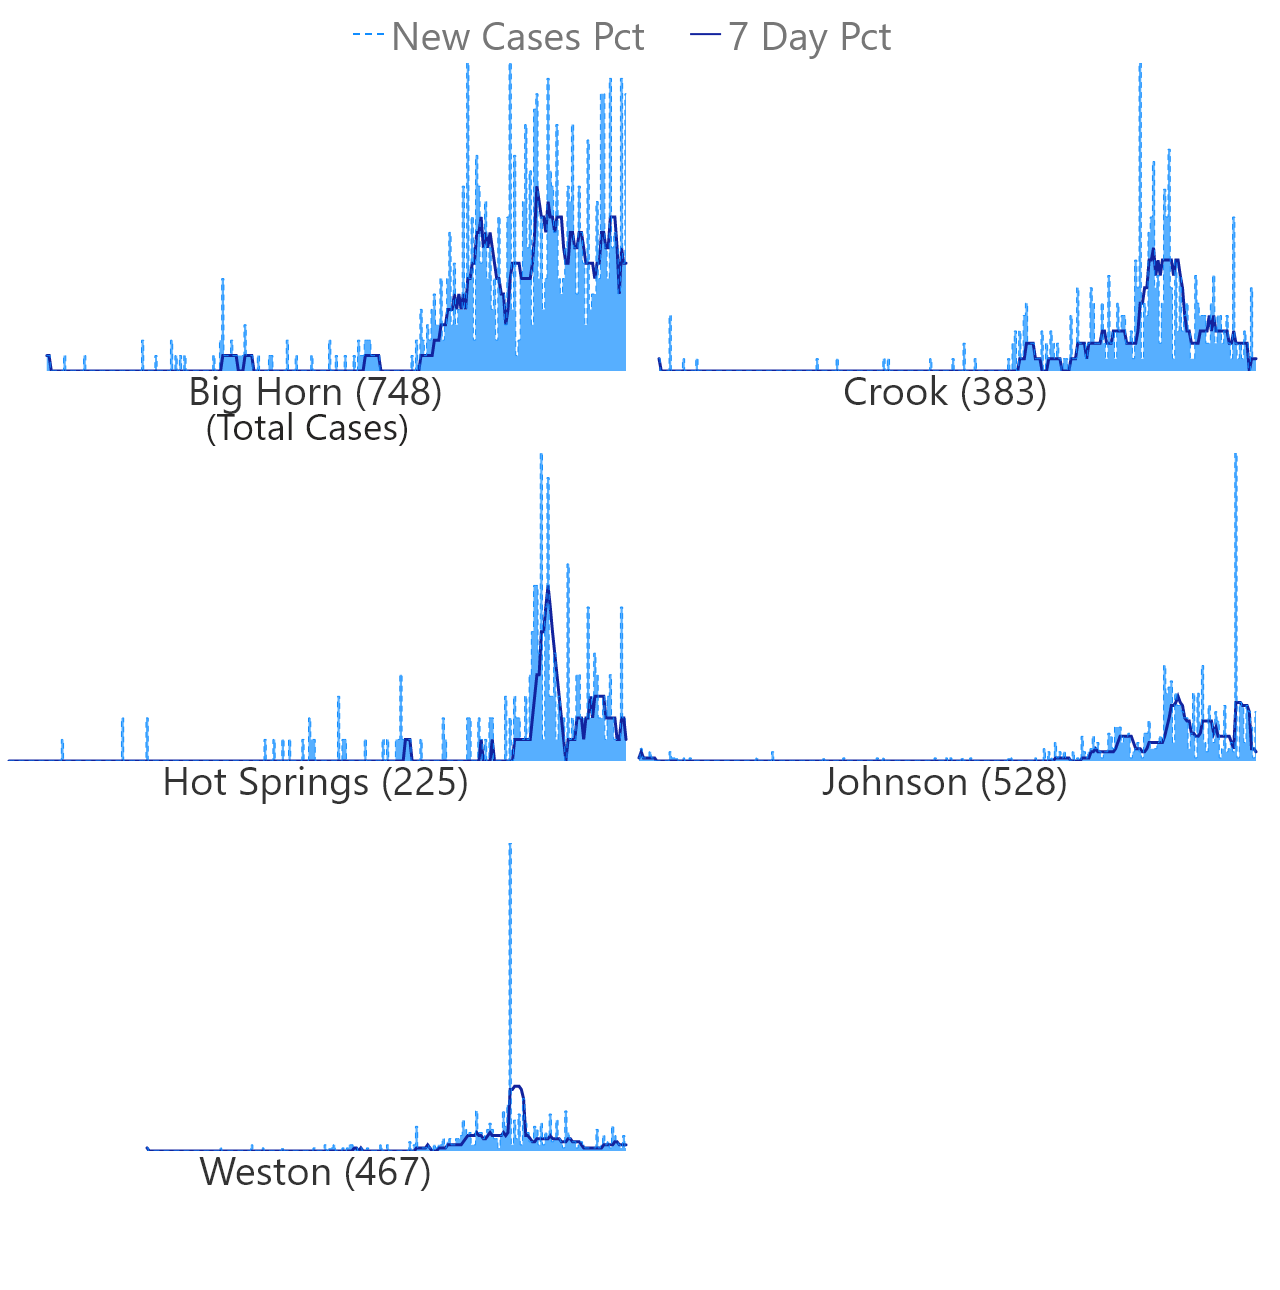 New Cases Pct 7 Day Pct
Big Horn (748) Crook (383)
(Total Cases)
Hot Springs (225) Johnson (528)
Weston (467)